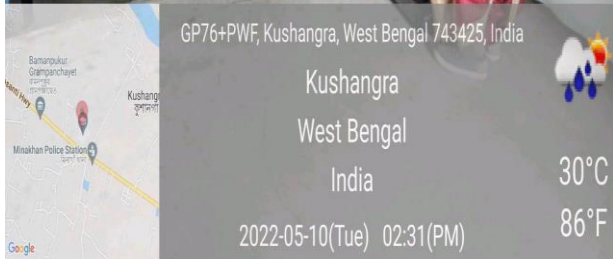 GP76+PWF, Kushangra, West Bengal 743425, India
Kushangra
West Bengal
India
2022-05-10(Tue) 02:31(PM)
30°C
86°F
Bamanpukur
Grampanchayet
Kushang
Minakhan Police Station
Google